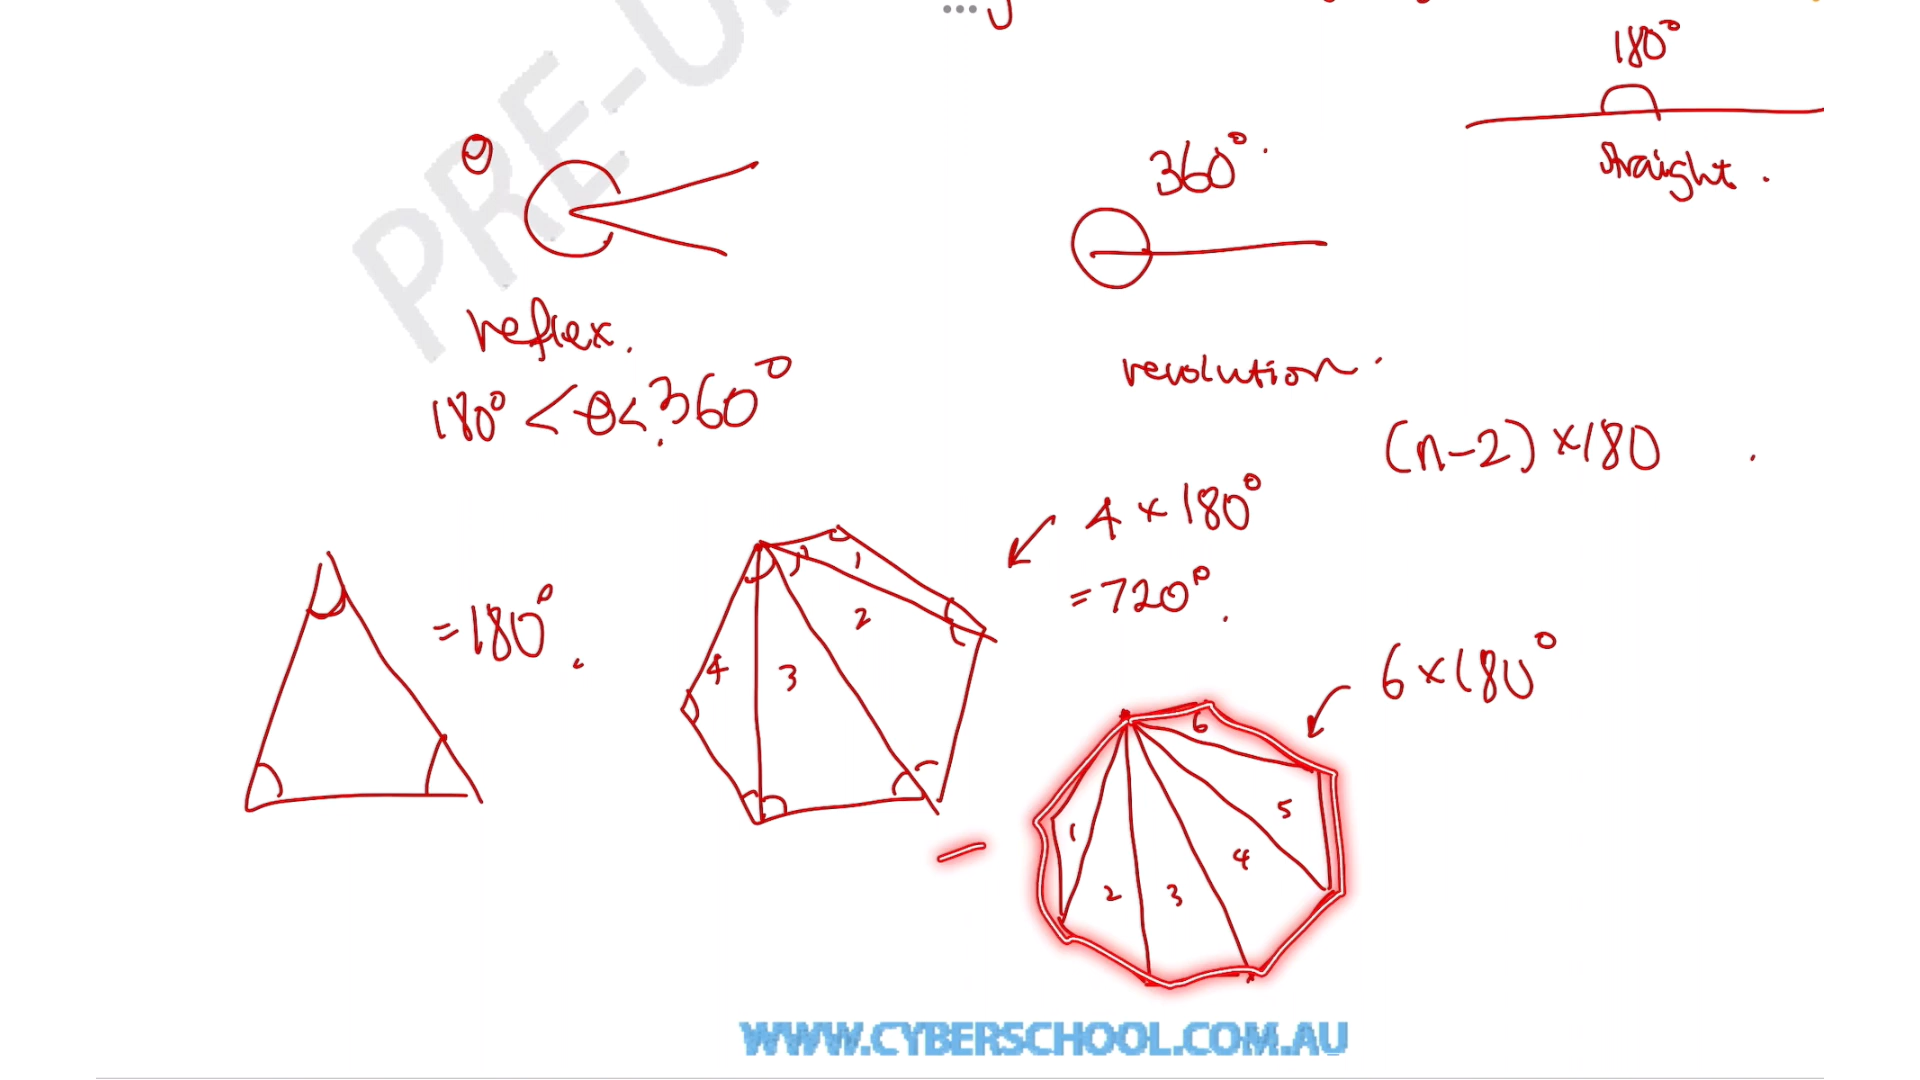 180°
straight.
θ
360°.
reflex.
revolution.
180° < θ < 360°
(n-2) × 180
4 × 180°
= 720°.
= 180°.
1
2
3
4
6 × 180°
6
5
1
4
2
3
PRE-U
WWW.CYBERSCHOOL.COM.AU